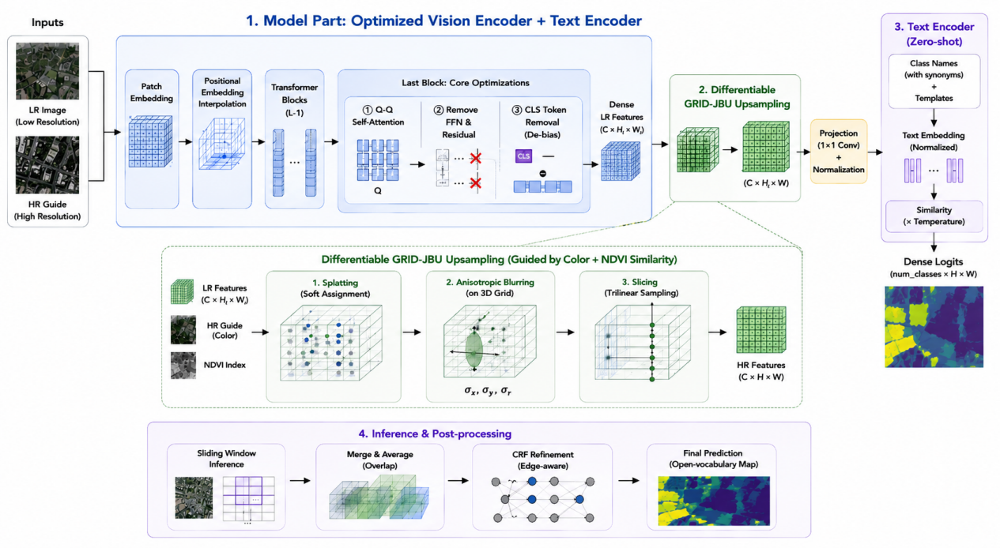 1. Model Part: Optimized Vision Encoder + Text Encoder
Inputs
LR Image
(Low Resolution)
HR Guide
(High Resolution)
Patch
Embedding
Positional
Embedding
Interpolation
Transformer
Blocks
(L-1)
...
Last Block: Core Optimizations
① Q-Q
Self-Attention
Q
② Remove
FFN &
Residual
...
...
③ CLS Token
Removal
(De-bias)
CLS
Dense
LR Features
(C × Hₗ × Wₗ)
2. Differentiable
GRID-JBU Upsampling
(C × Hₗ × W)
Projection
(1×1 Conv)
+
Normalization
3. Text Encoder
(Zero-shot)
Class Names
(with synonyms)
+
Templates
Text Embedding
(Normalized)
...
Similarity
(× Temperature)
Dense Logits
(num_classes × H × W)
Differentiable GRID-JBU Upsampling (Guided by Color + NDVI Similarity)
LR Features
(C × Hₗ × Wₗ)
HR Guide
(Color)
NDVI Index
1. Splatting
(Soft Assignment)
2. Anisotropic Blurring
(on 3D Grid)
σₓ, σᵧ, σᵣ
3. Slicing
(Trilinear Sampling)
HR Features
(C × H × W)
4. Inference & Post-processing
Sliding Window
Inference
...
...
Merge & Average
(Overlap)
CRF Refinement
(Edge-aware)
Final Prediction
(Open-vocabulary Map)